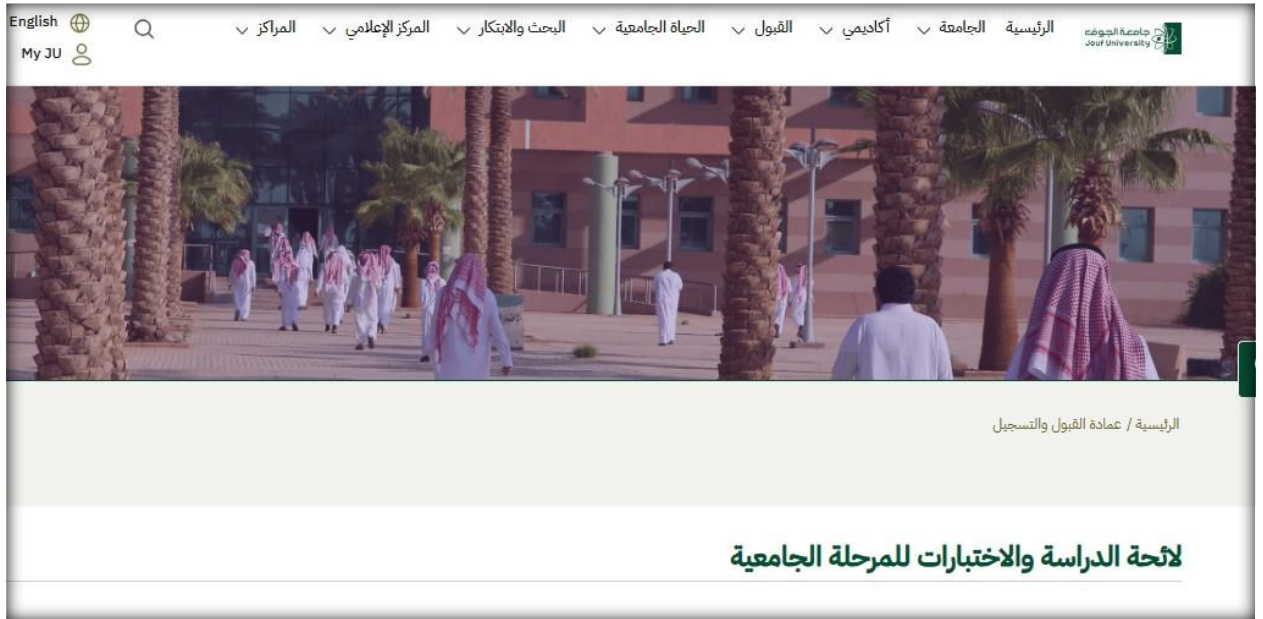 جامعة الجوف
Jouf University
الرئيسية الجامعة أكاديمي القبول الحياة الجامعية البحث والابتكار المركز الإعلامي المراكز
English
My JU
الرئيسية / عمادة القبول والتسجيل
لائحة الدراسة والاختبارات للمرحلة الجامعية